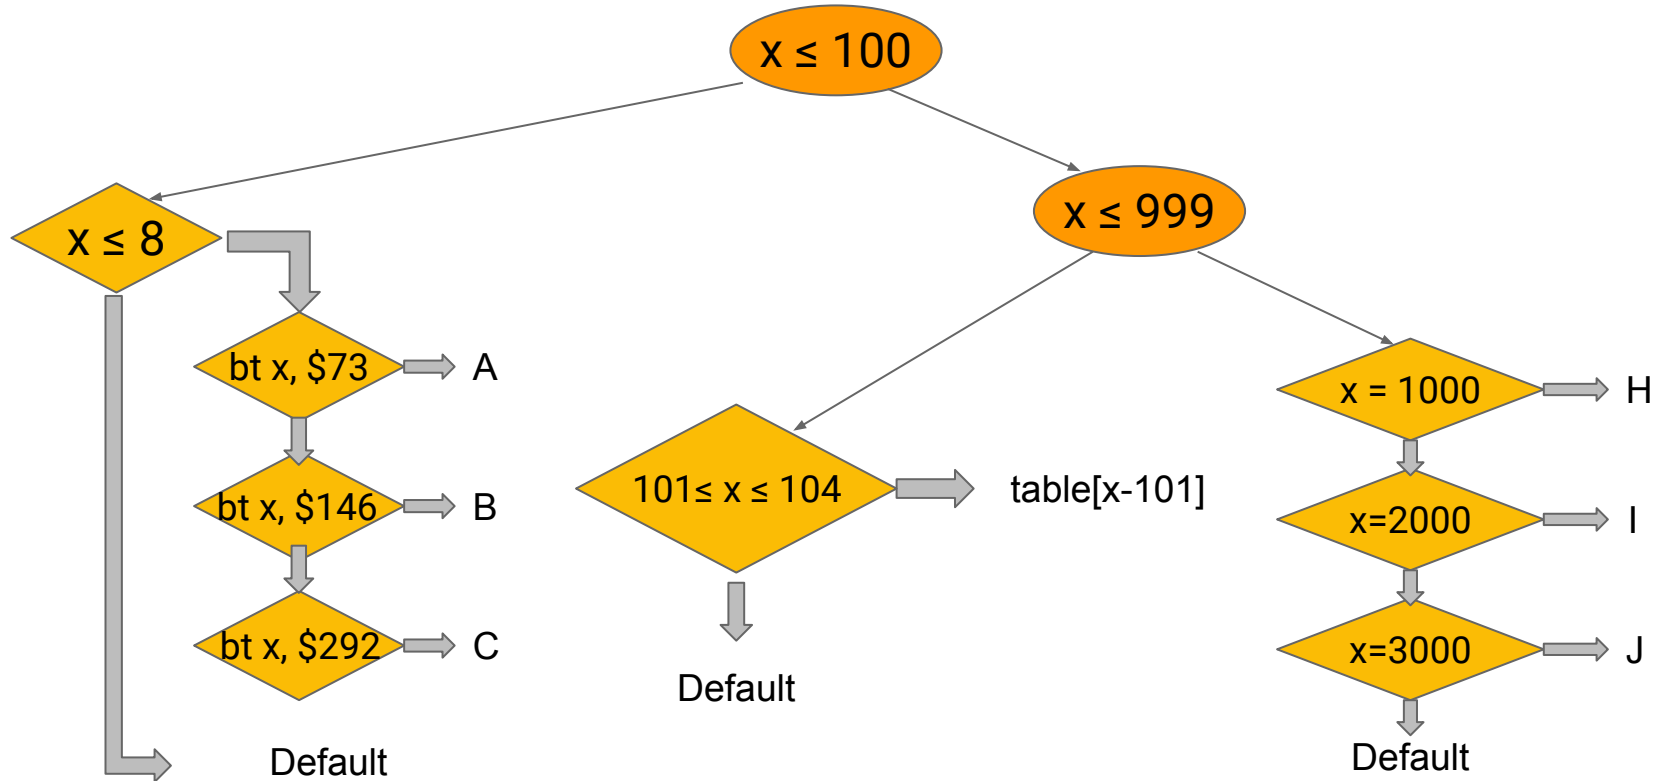 x ≤ 100
x ≤ 8
x ≤ 999
bt x, $73
A
x = 1000
H
bt x, $146
B
101≤ x ≤ 104
table[x-101]
x=2000
I
bt x, $292
C
x=3000
J
Default
Default
Default